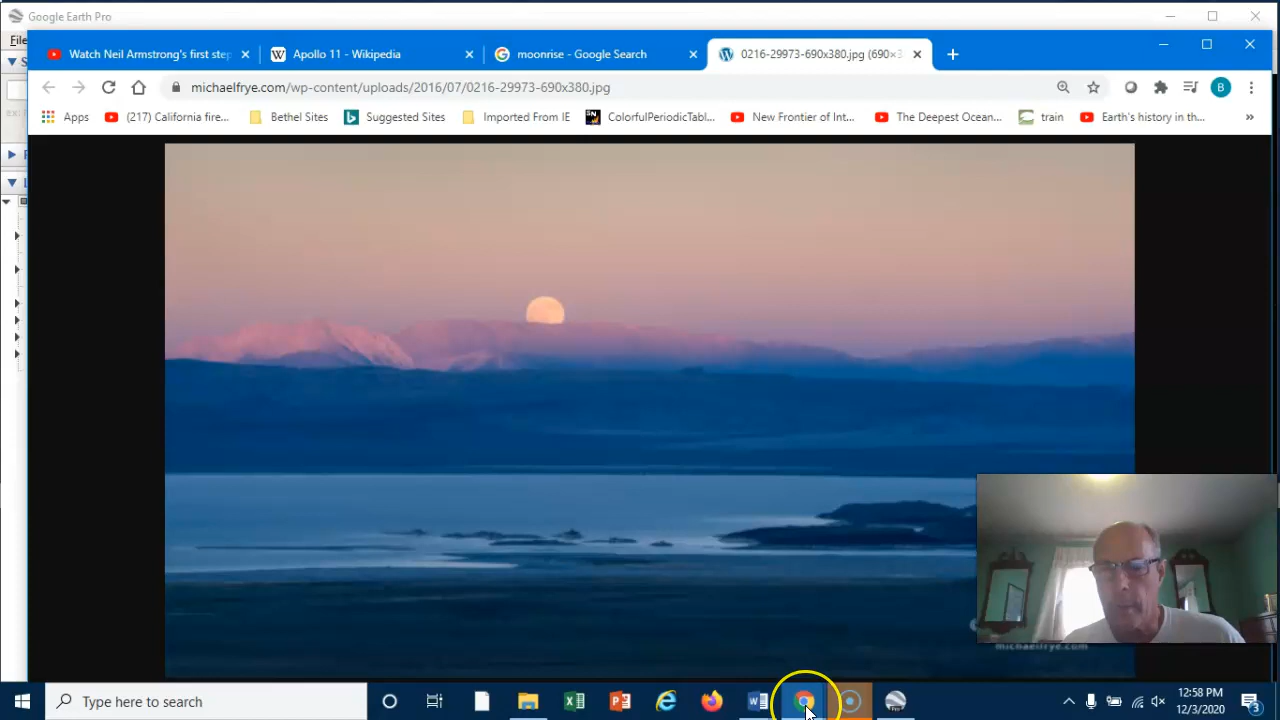 Google Earth Pro
File
Watch Neil Armstrong's first step
Apollo 11 - Wikipedia
moonrise - Google Search
0216-29973-690x380.jpg (690×3
michaelfrye.com/wp-content/uploads/2016/07/0216-29973-690x380.jpg
B
Apps
(217) California fire...
Bethel Sites
Suggested Sites
Imported From IE
ColorfulPeriodicTabl...
New Frontier of Int...
The Deepest Ocean...
train
Earth's history in th...
»
michaelfrye.com
Type here to search
12:58 PM
12/3/2020
3